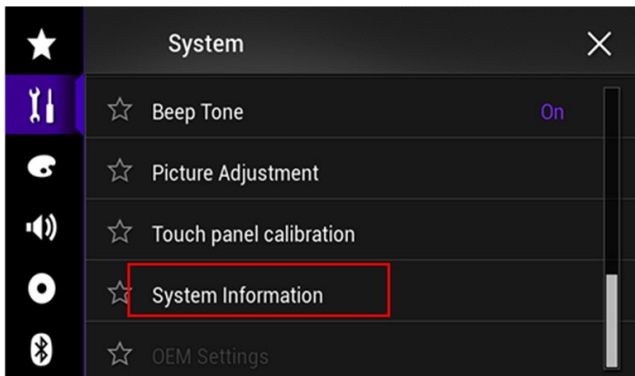 System
Beep Tone On
Picture Adjustment
Touch panel calibration
System Information
OEM Settings